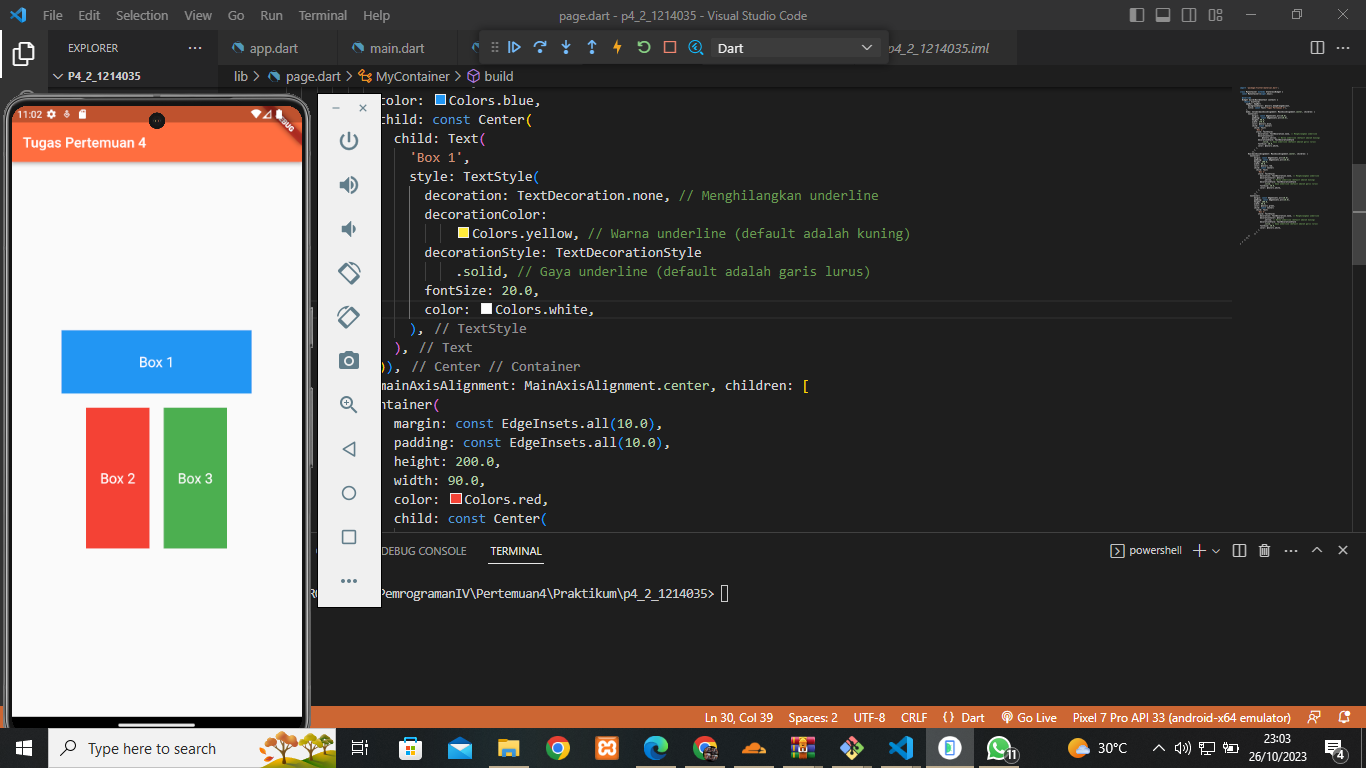 File Edit Selection View Go Run Terminal Help
page.dart - p4_2_1214035 - Visual Studio Code
EXPLORER
app.dart
main.dart
Dart
p4_2_1214035.iml
P4_2_1214035
lib > page.dart > MyContainer > build
color: Colors.blue,
child: const Center(
child: Text(
'Box 1',
style: TextStyle(
decoration: TextDecoration.none, // Menghilangkan underline
decorationColor:
Colors.yellow, // Warna underline (default adalah kuning)
decorationStyle: TextDecorationStyle
.solid, // Gaya underline (default adalah garis lurus)
fontSize: 20.0,
color: Colors.white,
), // TextStyle
), // Text
)), // Center // Container
mainAxisAlignment: MainAxisAlignment.center, children: [
ntainer(
margin: const EdgeInsets.all(10.0),
padding: const EdgeInsets.all(10.0),
height: 200.0,
width: 90.0,
color: Colors.red,
child: const Center(
11:02
DEBUG
Tugas Pertemuan 4
Box 1
Box 2
Box 3
DEBUG CONSOLE
TERMINAL
powershell
PemrogramanIV\Pertemuan4\Praktikum\p4_2_1214035>
Ln 30, Col 39
Spaces: 2
UTF-8
CRLF
{ } Dart
Go Live
Pixel 7 Pro API 33 (android-x64 emulator)
Type here to search
11
30°C
23:03
26/10/2023
4